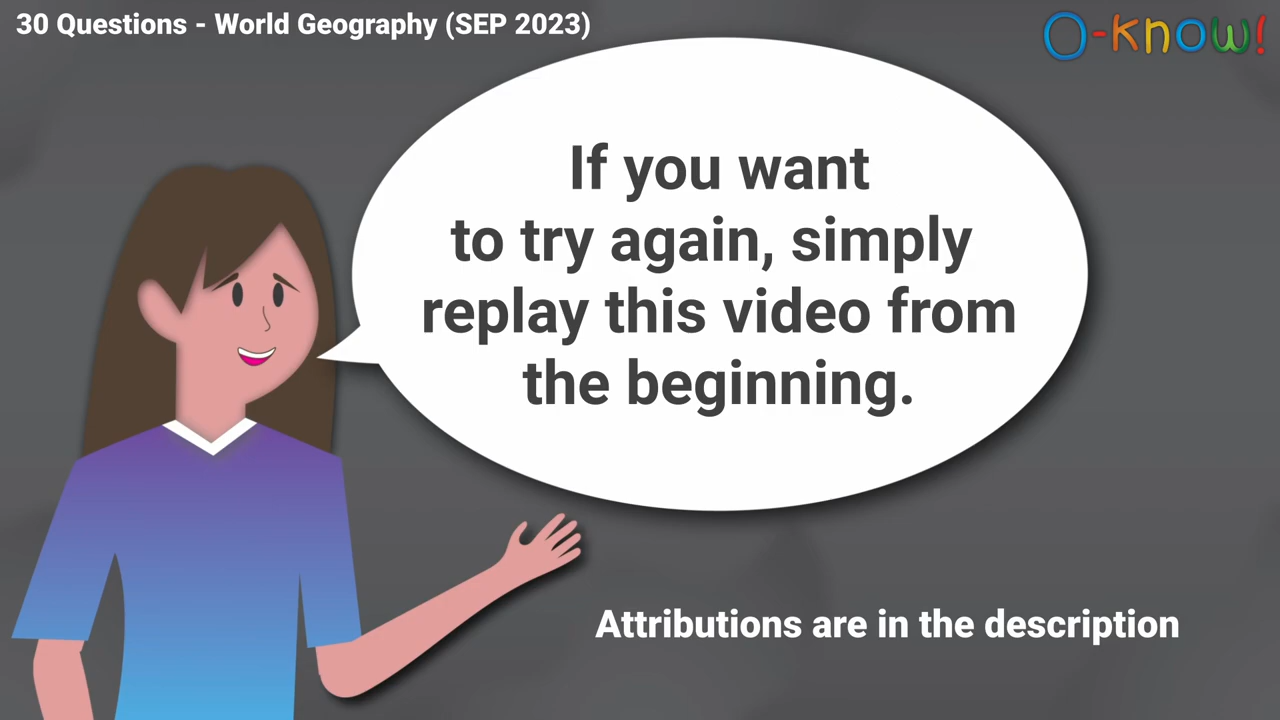 30 Questions - World Geography (SEP 2023)
O-know!
If you want
to try again, simply
replay this video from
the beginning.
Attributions are in the description